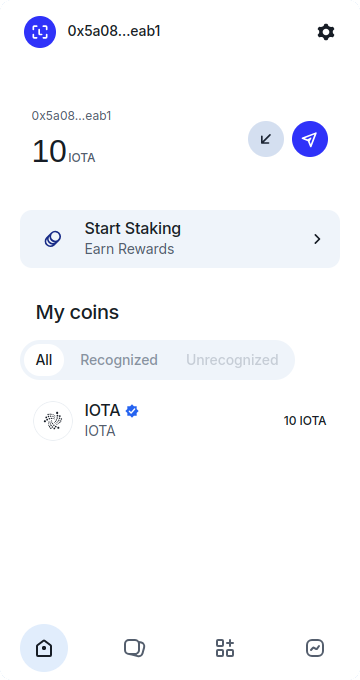 0x5a08…eab1
0x5a08…eab1
10 IOTA
Start Staking
Earn Rewards
My coins
All Recognized Unrecognized
IOTA
IOTA
10 IOTA